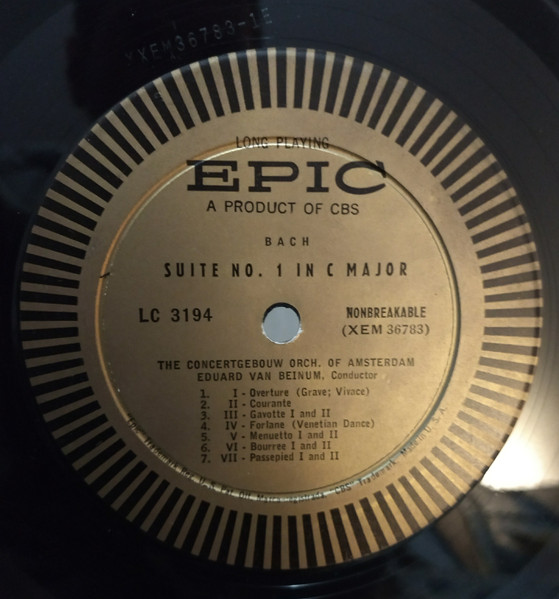 XXEM36783-1E
LONG PLAYING
EPIC
A PRODUCT OF CBS
BACH
SUITE NO. 1 IN C MAJOR
LC 3194
NONBREAKABLE
(XEM 36783)
THE CONCERTGEBOUW ORCH. OF AMSTERDAM
EDUARD VAN BEINUM, Conductor
1. I - Overture (Grave; Vivace)
2. II - Courante
3. III - Gavotte I and II
4. IV - Forlane (Venetian Dance)
5. V - Menuetto I and II
6. VI - Bourree I and II
7. VII - Passepied I and II
Made in U.S.A.